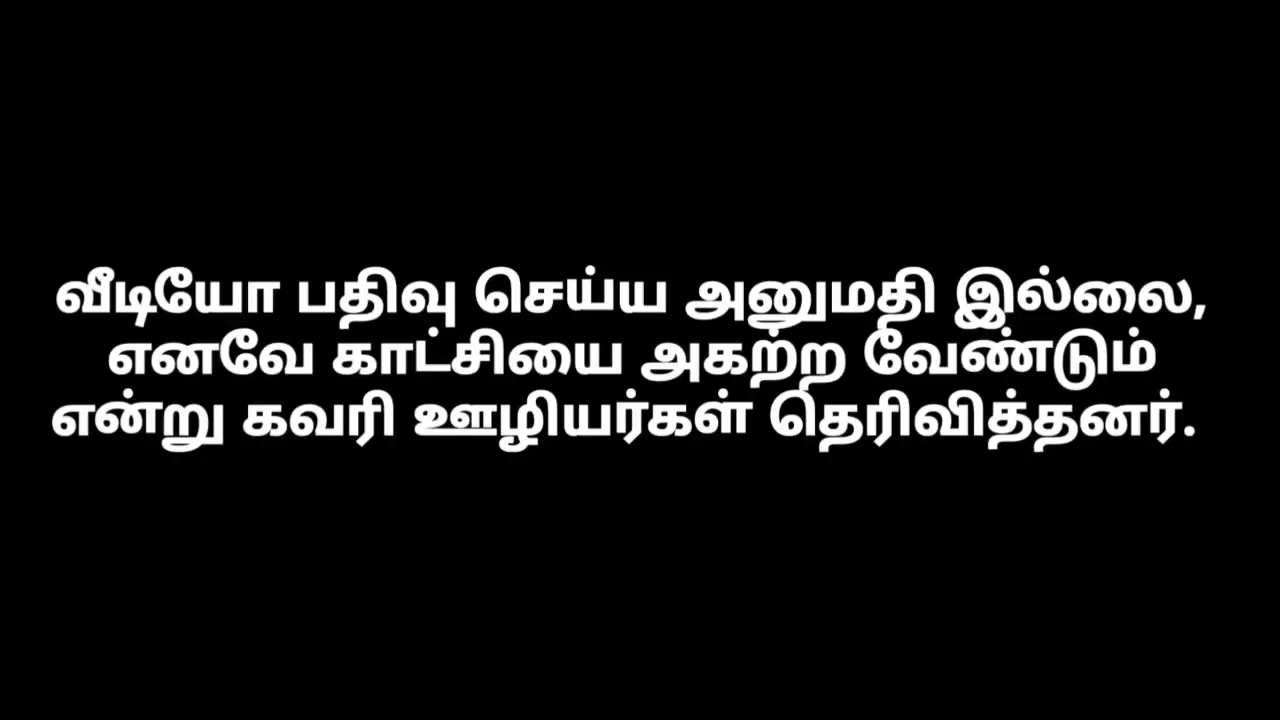 வீடியோ பதிவு செய்ய அனுமதி இல்லை,
எனவே காட்சியை அகற்ற வேண்டும்
என்று கவரி ஊழியர்கள் தெரிவித்தனர்.